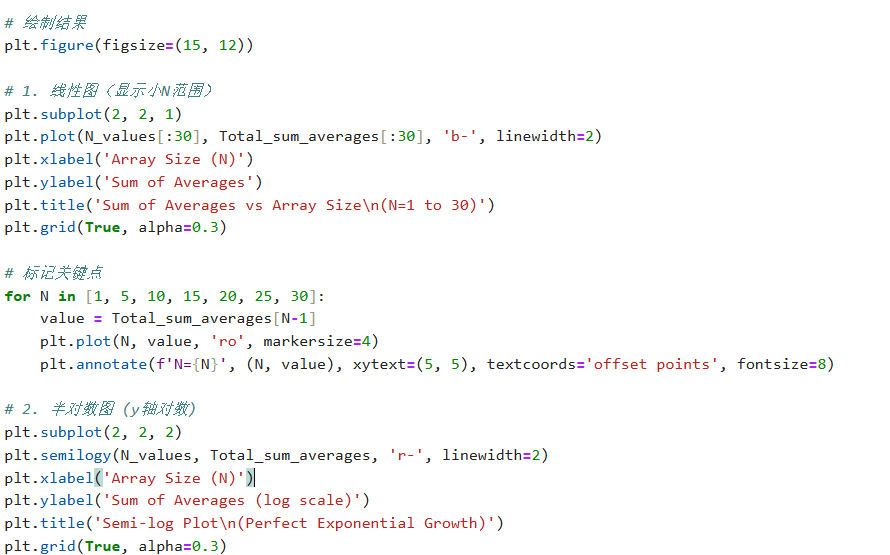 # 绘制结果
plt.figure(figsize=(15, 12))
# 1. 线性图（显示小N范围）
plt.subplot(2, 2, 1)
plt.plot(N_values[:30], Total_sum_averages[:30], 'b-', linewidth=2)
plt.xlabel('Array Size (N)')
plt.ylabel('Sum of Averages')
plt.title('Sum of Averages vs Array Size\n(N=1 to 30)')
plt.grid(True, alpha=0.3)
# 标记关键点
for N in [1, 5, 10, 15, 20, 25, 30]:
    value = Total_sum_averages[N-1]
    plt.plot(N, value, 'ro', markersize=4)
    plt.annotate(f'N={N}', (N, value), xytext=(5, 5), textcoords='offset points', fontsize=8)
# 2. 半对数图 (y轴对数)
plt.subplot(2, 2, 2)
plt.semilogy(N_values, Total_sum_averages, 'r-', linewidth=2)
plt.xlabel('Array Size (N)')
plt.ylabel('Sum of Averages (log scale)')
plt.title('Semi-log Plot\n(Perfect Exponential Growth)')
plt.grid(True, alpha=0.3)